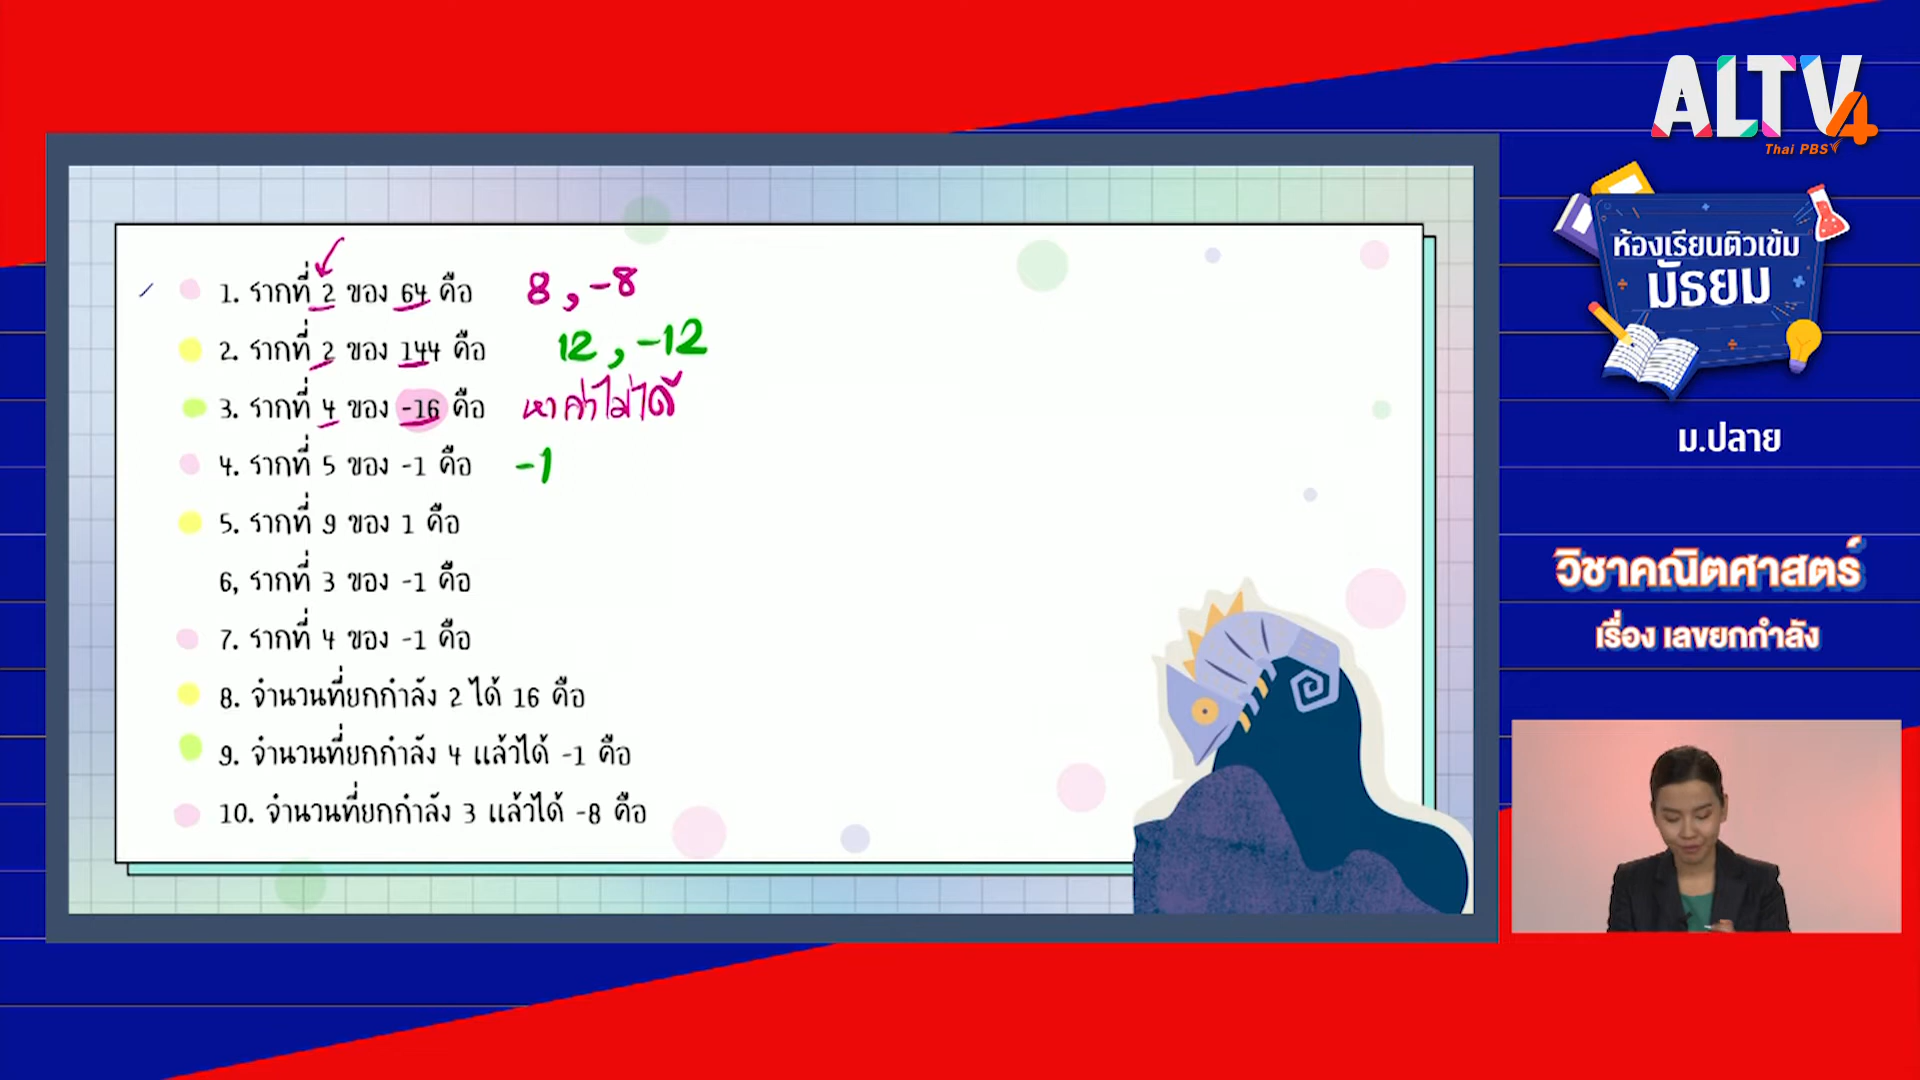 ALTV4
Thai PBS
ห้องเรียนติวเข้ม
มัธยม
ม.ปลาย
วิชาคณิตศาสตร์
เรื่อง เลขยกกำลัง
1. รากที่ 2 ของ 64 คือ 8 , -8
2. รากที่ 2 ของ 144 คือ 12 , -12
3. รากที่ 4 ของ -16 คือ หาค่าไม่ได้
4. รากที่ 5 ของ -1 คือ -1
5. รากที่ 9 ของ 1 คือ
6, รากที่ 3 ของ -1 คือ
7. รากที่ 4 ของ -1 คือ
8. จำนวนที่ยกกำลัง 2 ได้ 16 คือ
9. จำนวนที่ยกกำลัง 4 แล้วได้ -1 คือ
10. จำนวนที่ยกกำลัง 3 แล้วได้ -8 คือ